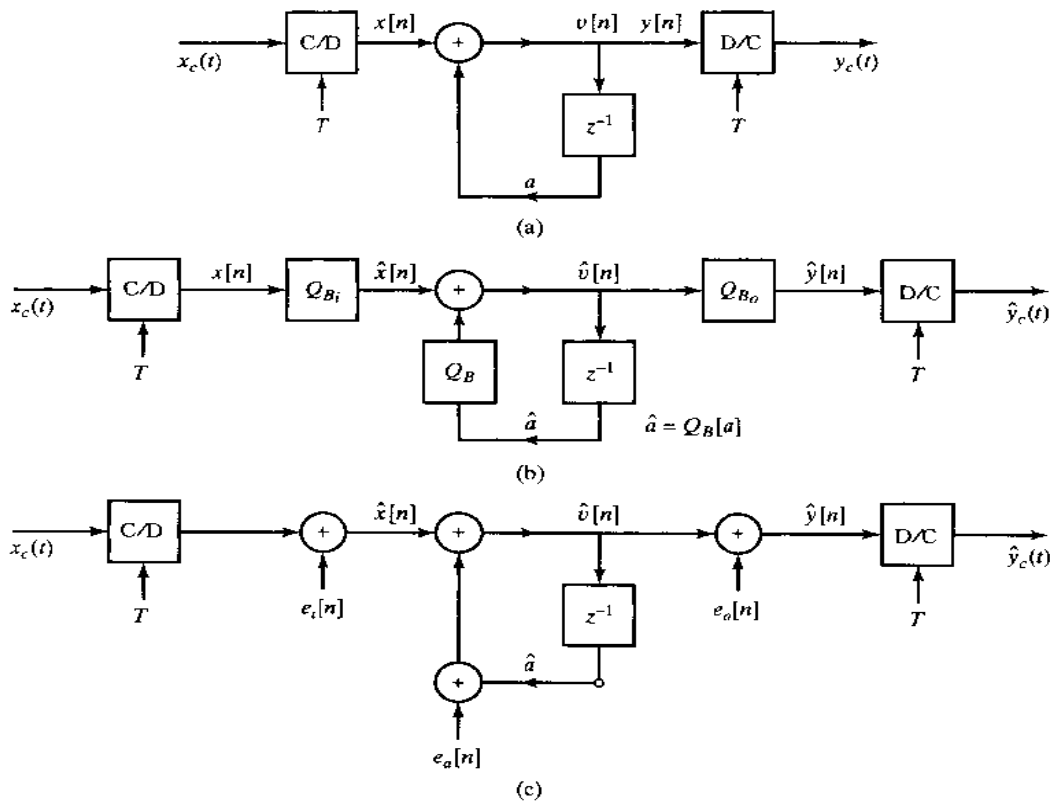 x[n] v[n] y[n]
C/D + D/C
x_c(t) y_c(t)
T z^{-1} T
a
(a)
x[n] x̂[n] v̂[n] ŷ[n]
C/D Q_{B_i} + Q_{B_o} D/C
x_c(t) ŷ_c(t)
T Q_B z^{-1} T
â â = Q_B[a]
(b)
x̂[n] v̂[n] ŷ[n]
C/D + + + D/C
x_c(t) ŷ_c(t)
T e_i[n] z^{-1} e_o[n] T
â
+
e_a[n]
(c)